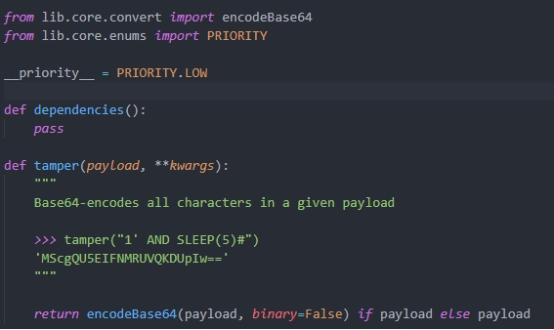 from lib.core.convert import encodeBase64
from lib.core.enums import PRIORITY
__priority__ = PRIORITY.LOW
def dependencies():
pass
def tamper(payload, **kwargs):
"""
Base64-encodes all characters in a given payload
>>> tamper("1' AND SLEEP(5)#")
'MScgQU5EIFNMRUVQKDUpIw=='
"""
return encodeBase64(payload, binary=False) if payload else payload